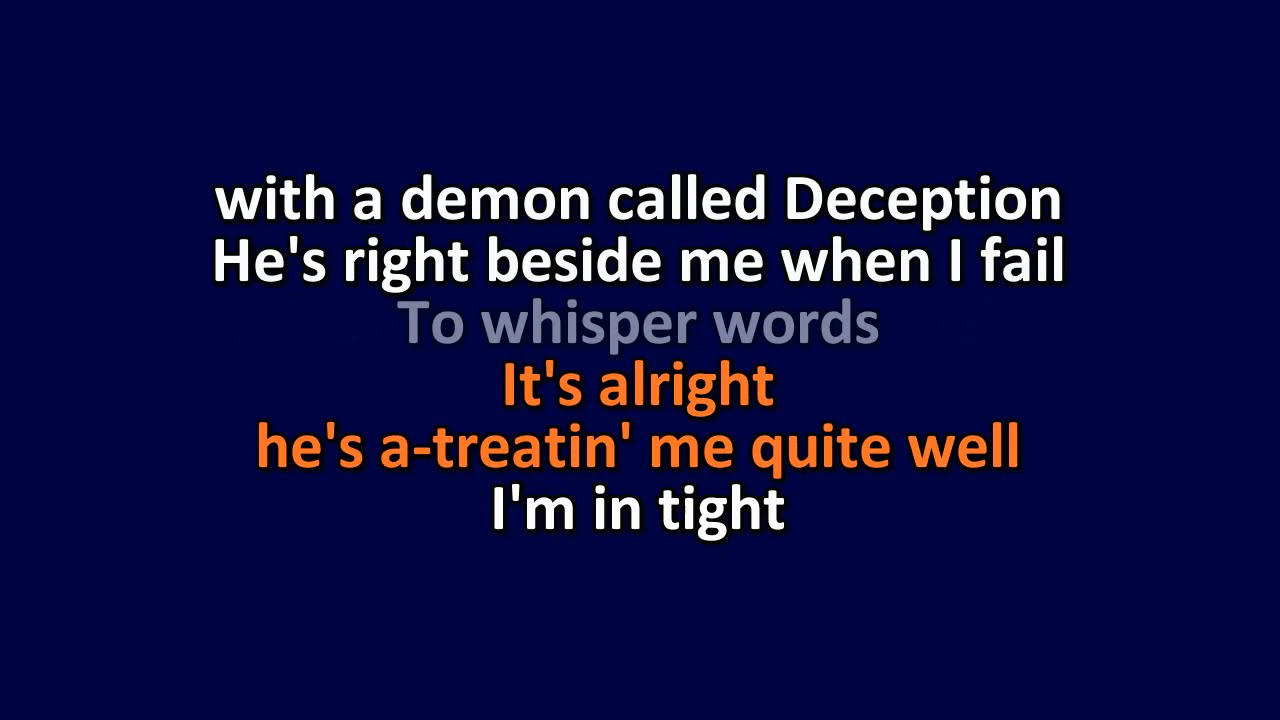 with a demon called Deception
He's right beside me when I fail
To whisper words
It's alright
he's a-treatin' me quite well
I'm in tight